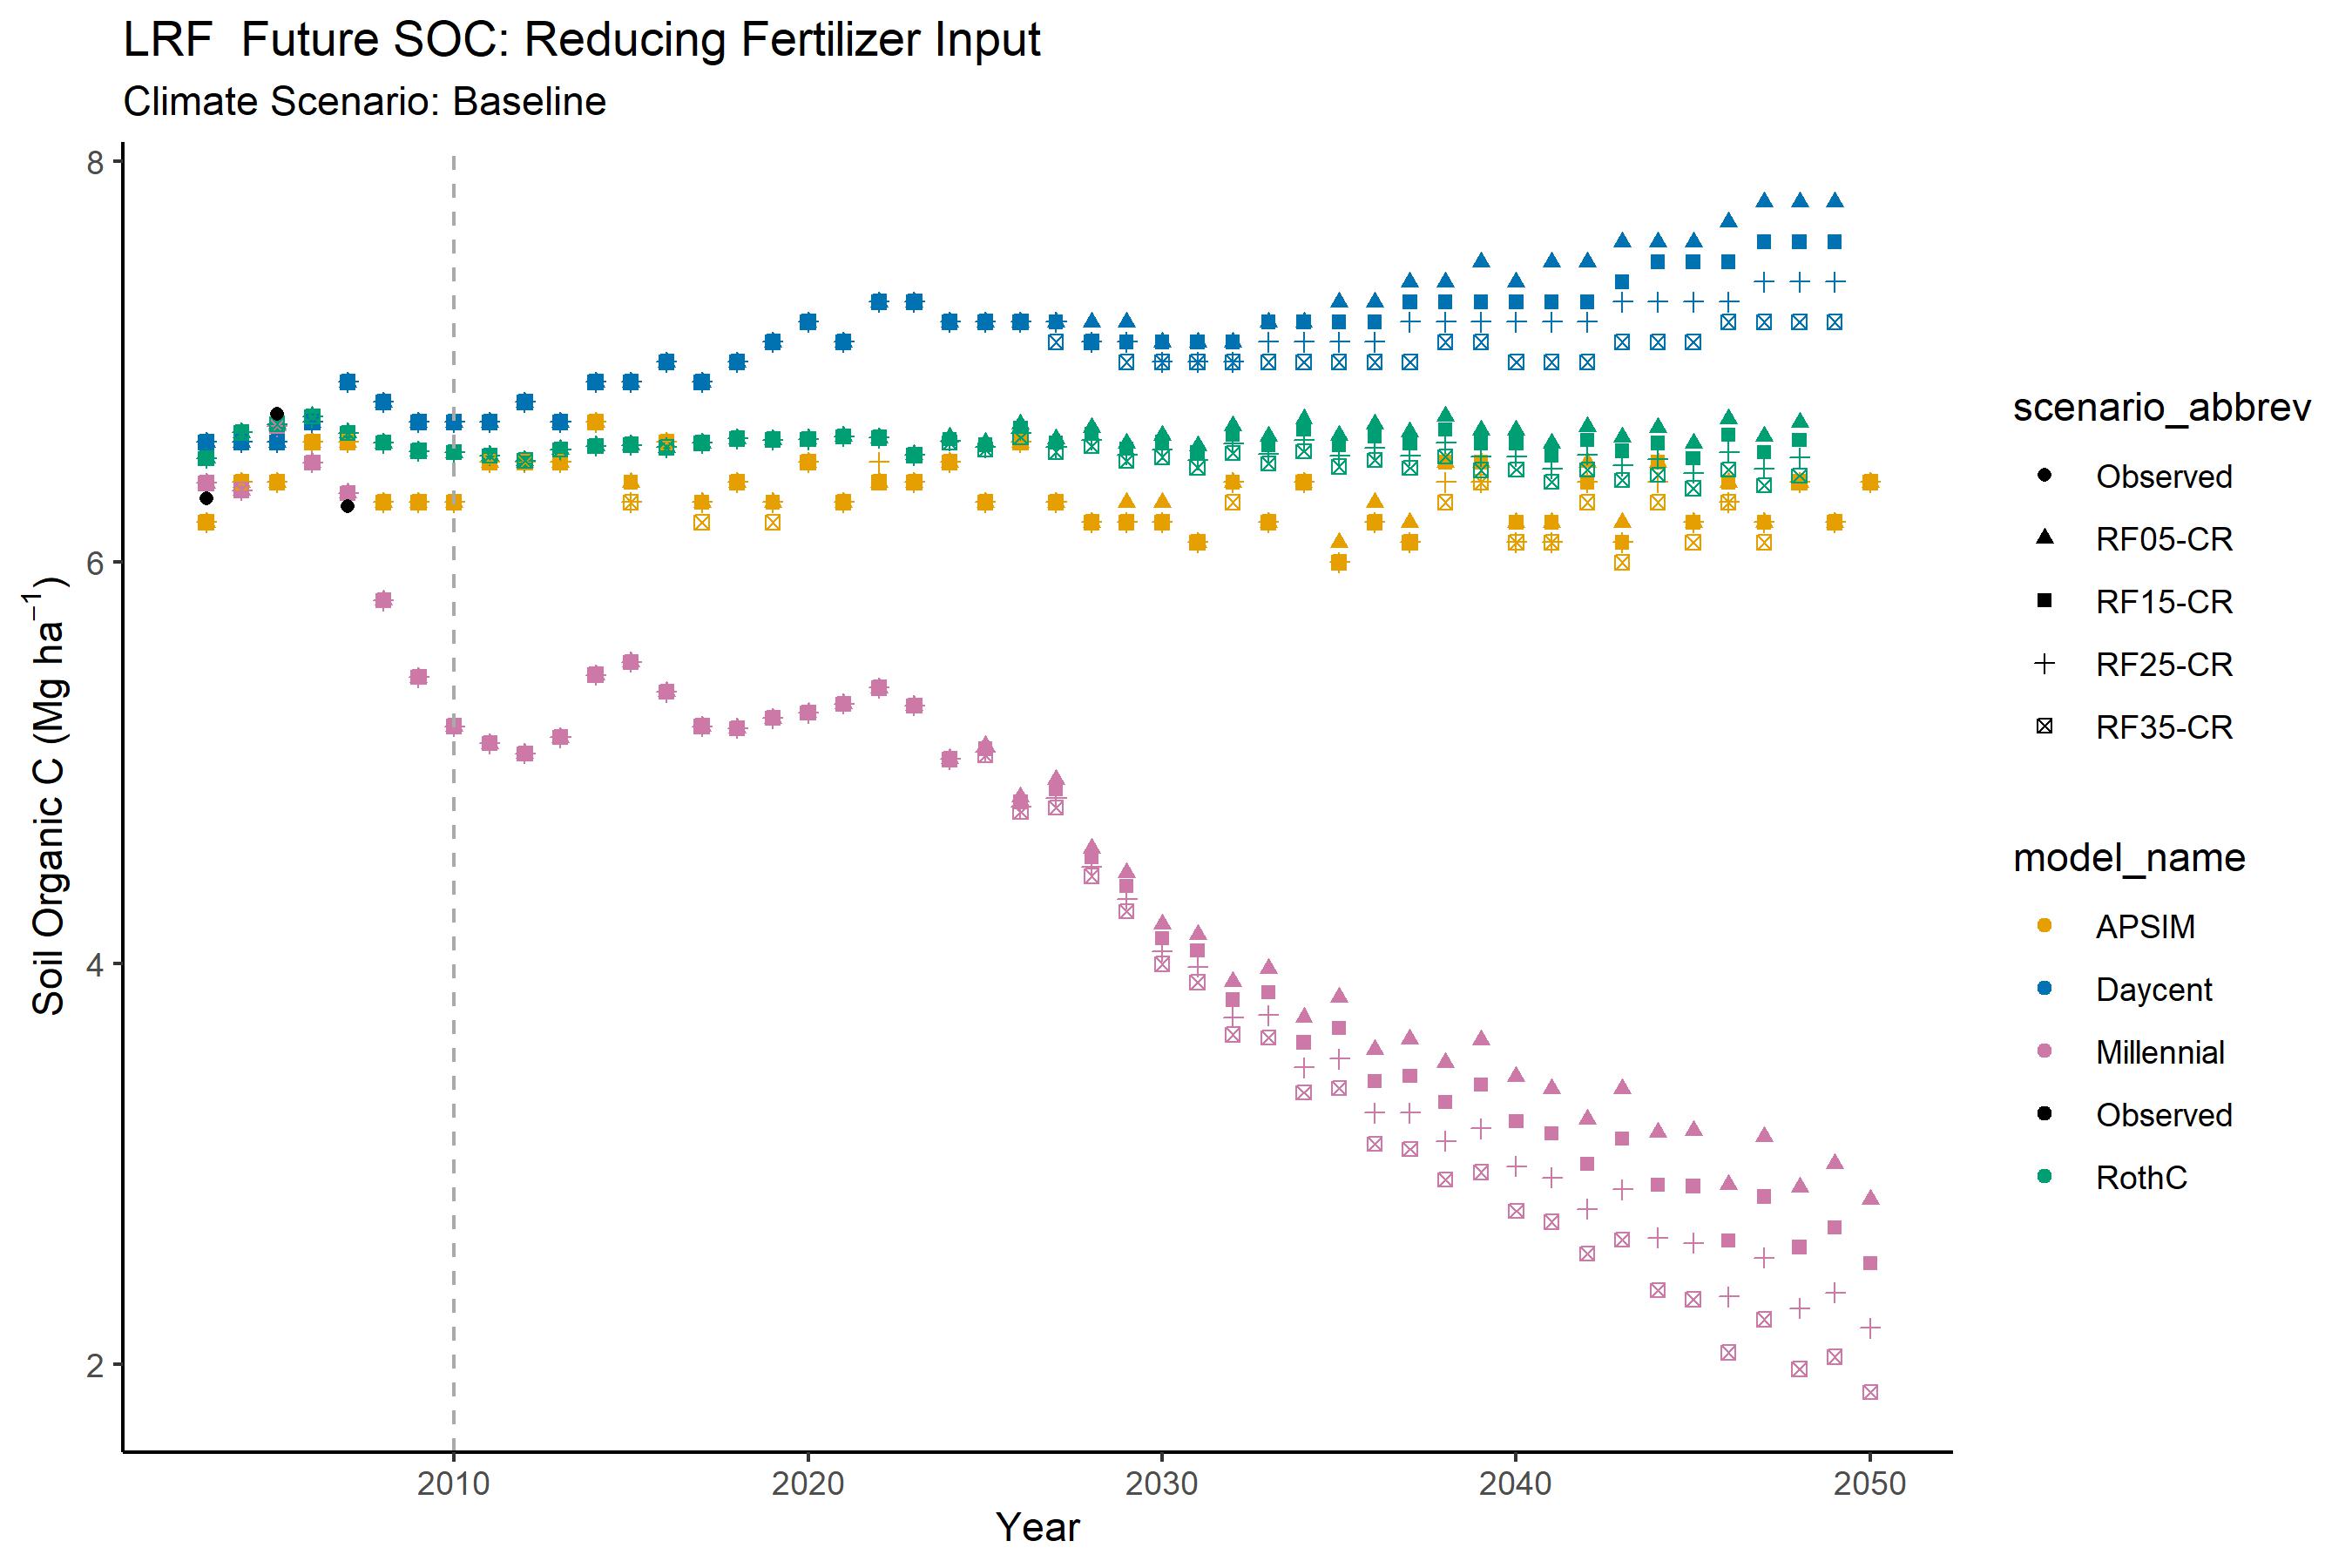 LRF  Future SOC: Reducing Fertilizer Input
Climate Scenario: Baseline
Soil Organic C (Mg ha⁻¹)
8
6
4
2
2010
2020
2030
2040
2050
Year
scenario_abbrev
Observed
RF05-CR
RF15-CR
RF25-CR
RF35-CR
model_name
APSIM
Daycent
Millennial
Observed
RothC